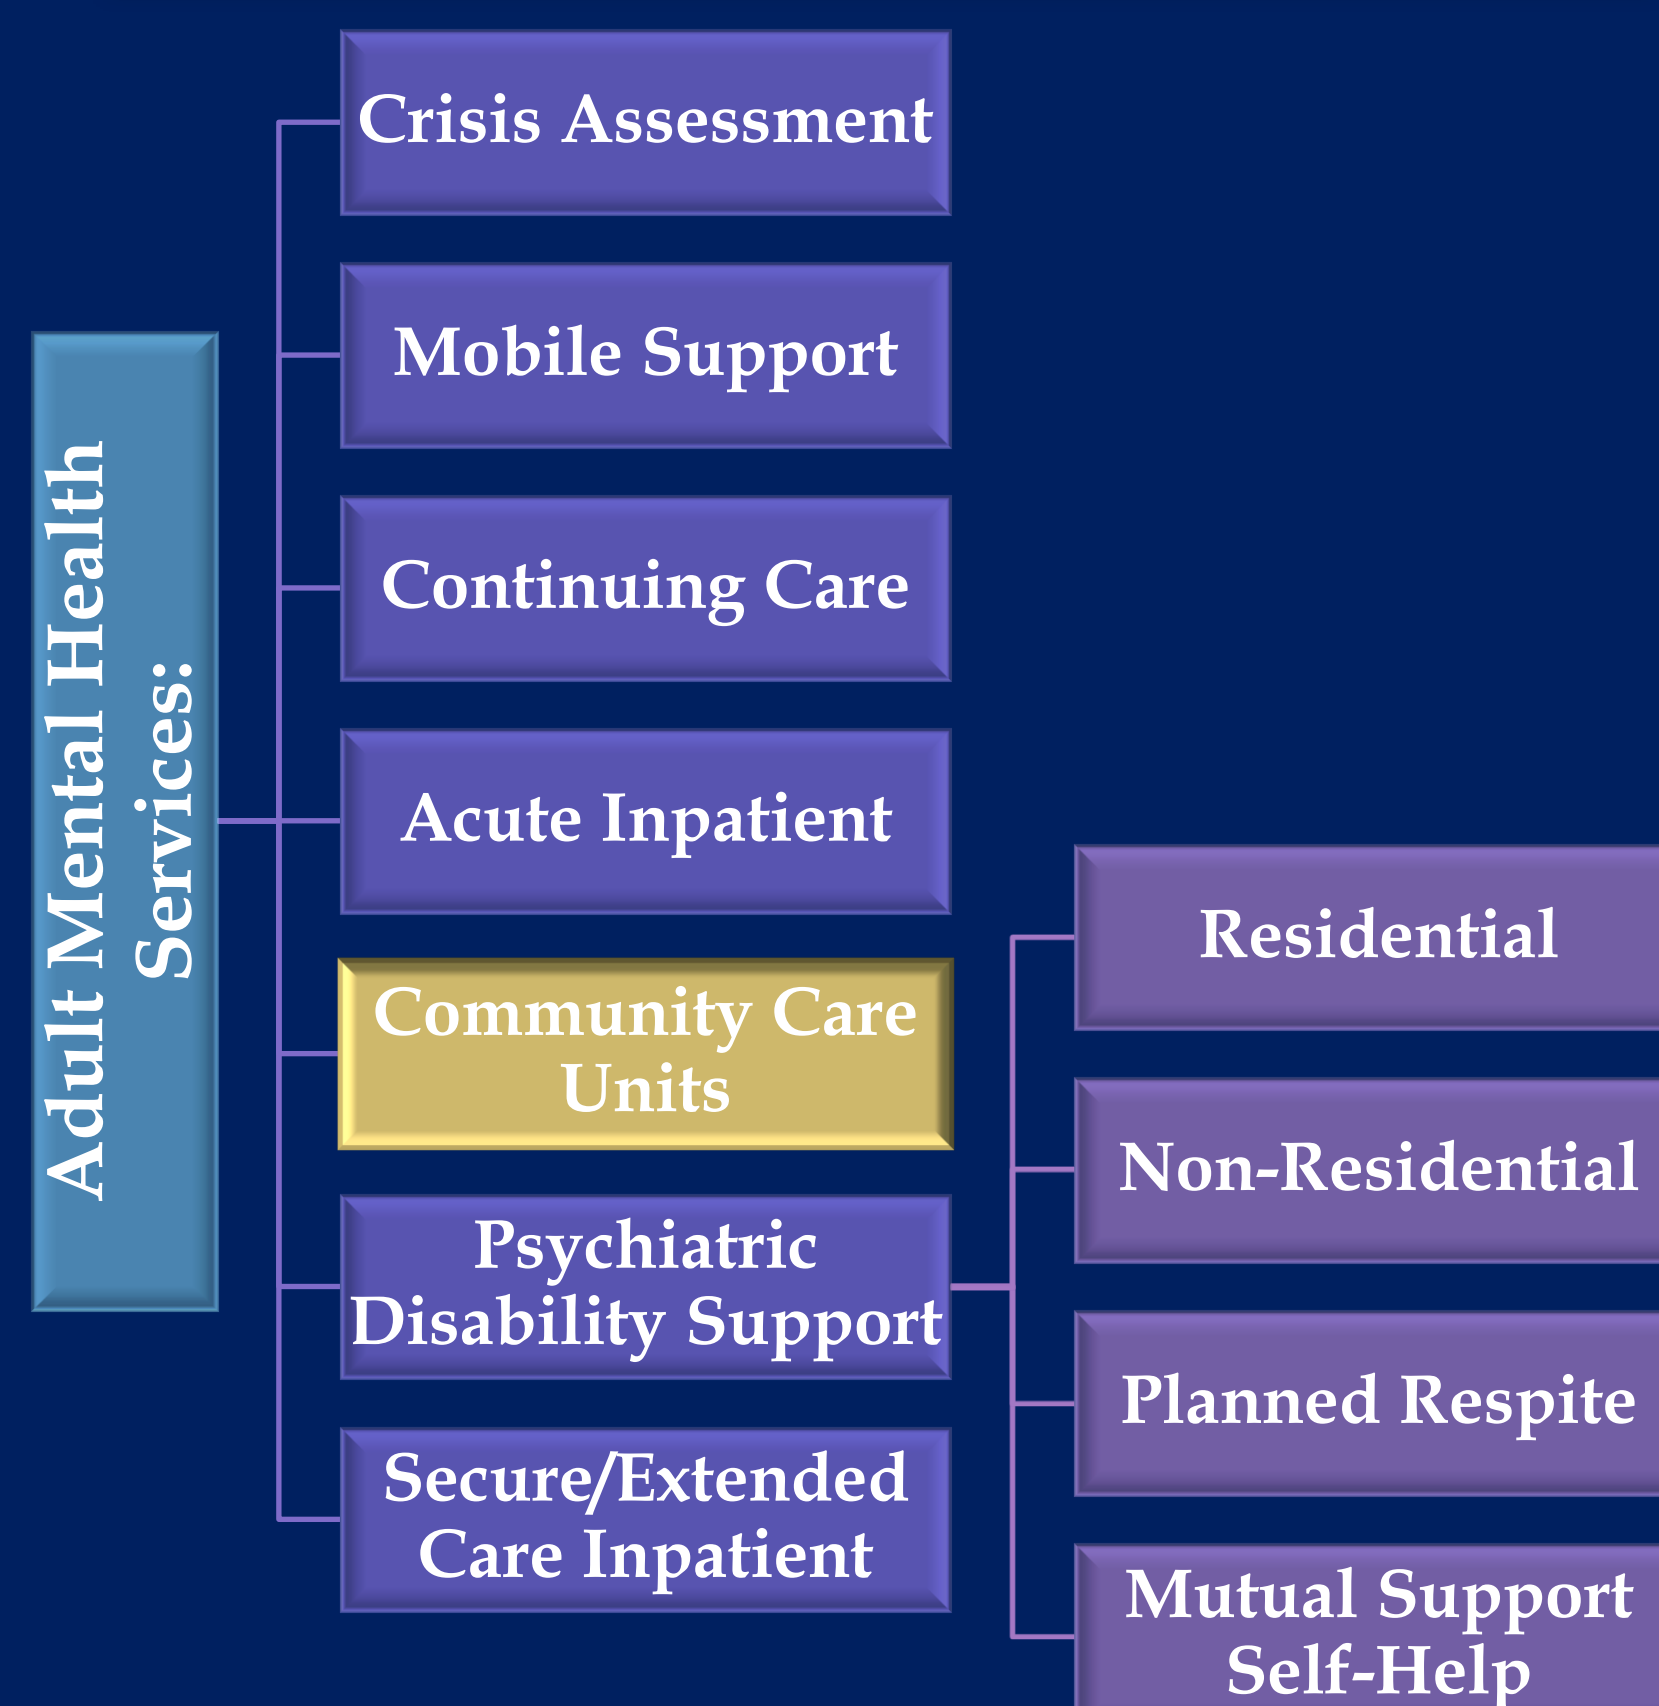 Adult Mental Health
Services:
Crisis Assessment
Mobile Support
Continuing Care
Acute Inpatient
Community Care
Units
Psychiatric
Disability Support
Secure/Extended
Care Inpatient
Residential
Non-Residential
Planned Respite
Mutual Support
Self-Help